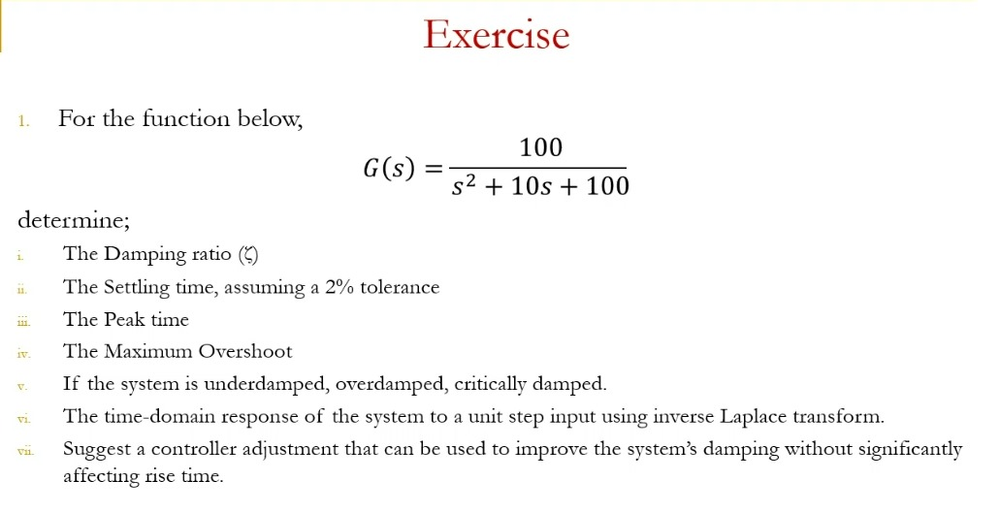 Exercise
1. For the function below,
G(s) = 100 / (s² + 10s + 100)
determine;
i. The Damping ratio (ζ)
ii. The Settling time, assuming a 2% tolerance
iii. The Peak time
iv. The Maximum Overshoot
v. If the system is underdamped, overdamped, critically damped.
vi. The time-domain response of the system to a unit step input using inverse Laplace transform.
vii. Suggest a controller adjustment that can be used to improve the system's damping without significantly
affecting rise time.